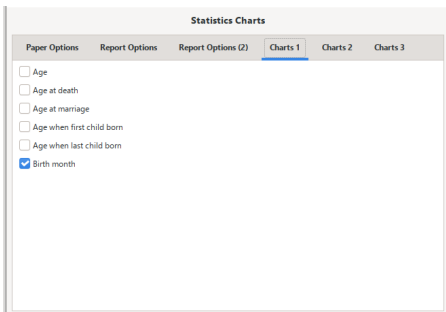 Statistics Charts
Paper Options Report Options Report Options (2) Charts 1 Charts 2 Charts 3
Age
Age at death
Age at marriage
Age when first child born
Age when last child born
Birth month